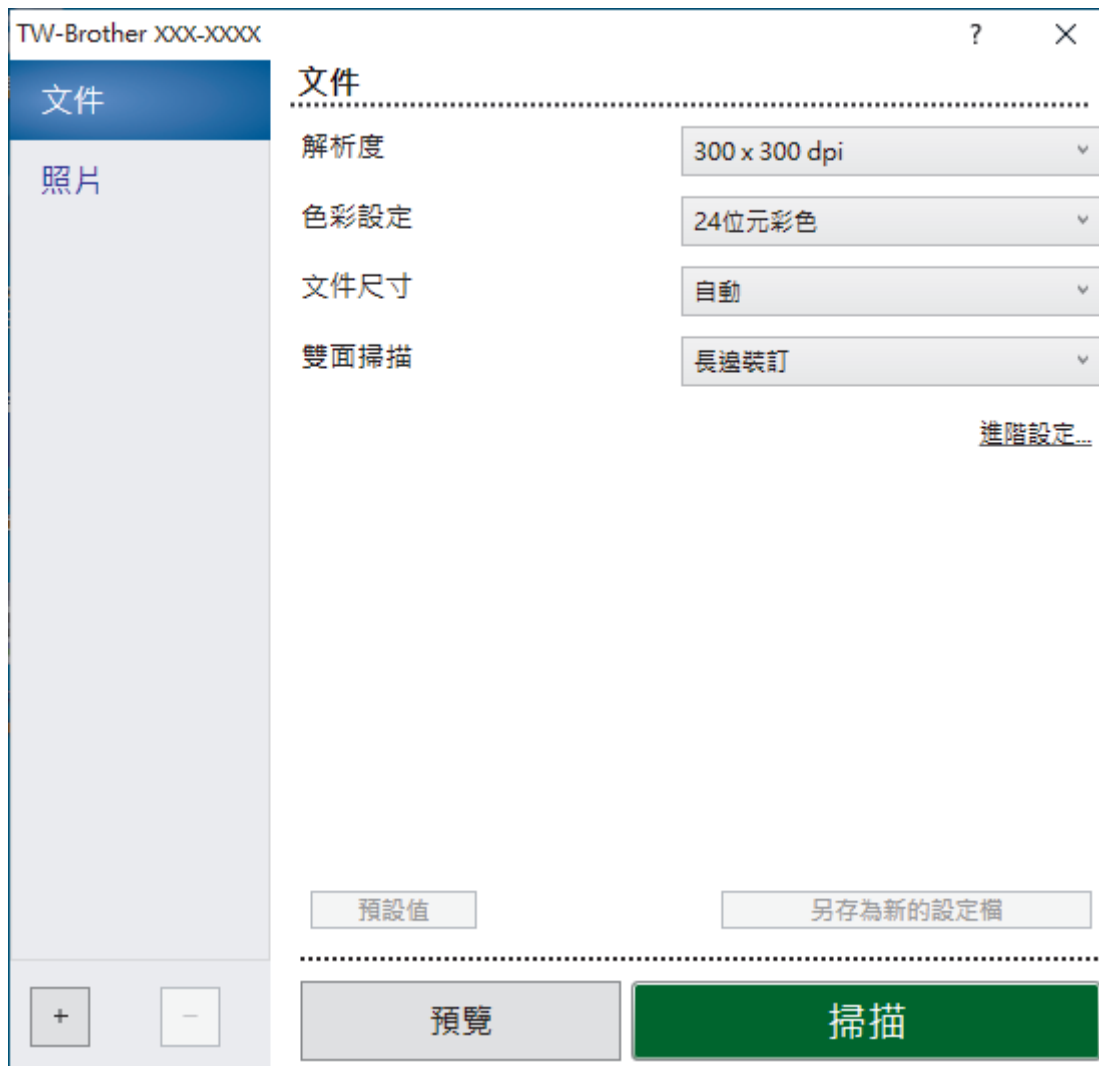 TW-Brother XXX-XXXX ? ×
文件
照片
文件
解析度 300 x 300 dpi
色彩設定 24位元彩色
文件尺寸 自動
雙面掃描 長邊裝訂
進階設定...
預設值 另存為新的設定檔
+ − 預覽 掃描